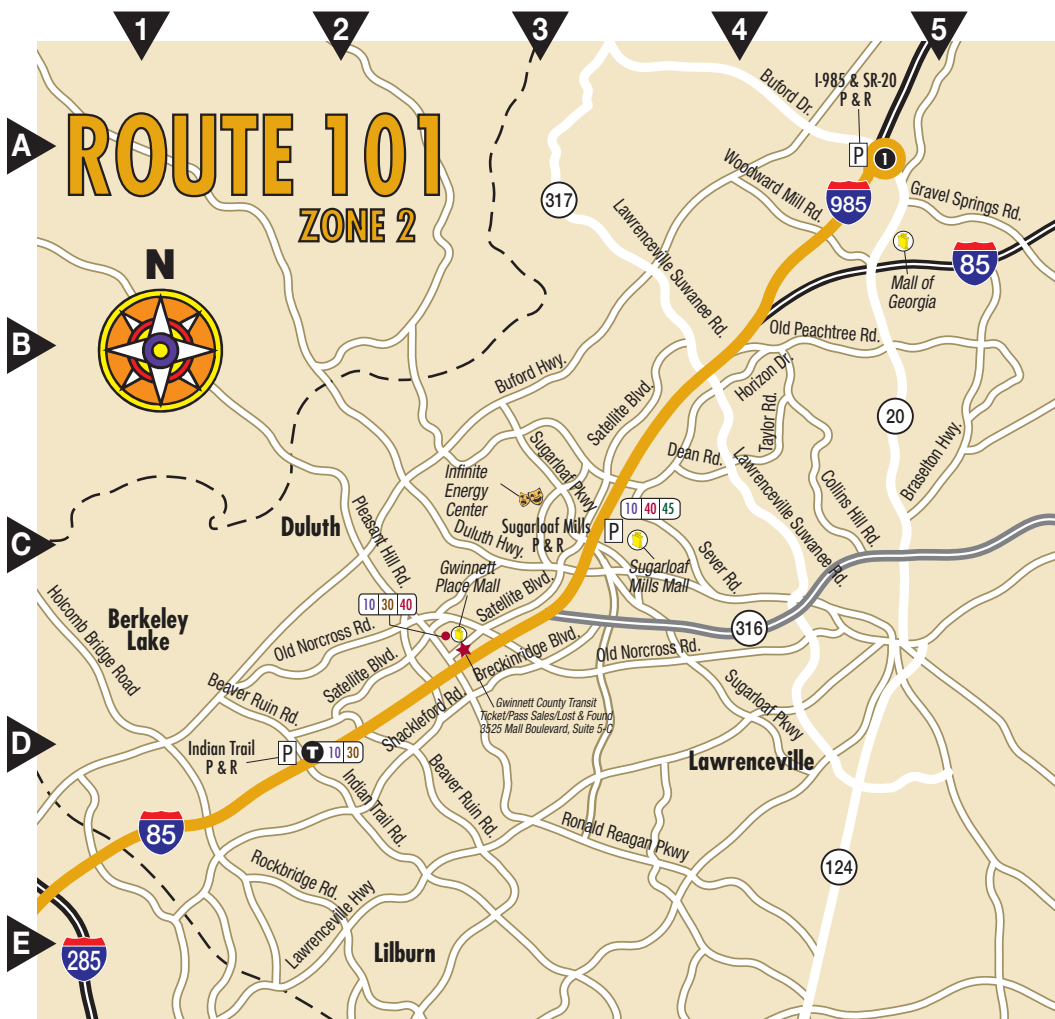 1
2
3
4
5
A
B
C
D
E
ROUTE 101
ZONE 2
N
I-985 & SR-20
P & R
P
1
Buford Dr.
Woodward Mill Rd.
985
Gravel Springs Rd.
317
Lawrenceville Suwanee Rd.
85
Mall of
Georgia
Old Peachtree Rd.
Buford Hwy.
Satellite Blvd.
Horizon Dr.
Taylor Rd.
20
Braselton Hwy.
Dean Rd.
Lawrenceville Suwanee Rd.
Collins Hill Rd.
Sugarloaf Pkwy
Infinite
Energy
Center
Sugarloaf Mills
P & R
P
10 40 45
Sugarloaf
Mills Mall
Sever Rd.
Duluth
Pleasant Hill Rd.
Duluth Hwy.
Gwinnett
Place Mall
Satellite Blvd.
10 30 40
Berkeley
Lake
Holcomb Bridge Road
Old Norcross Rd.
Breckinridge Blvd.
Old Norcross Rd.
316
Satellite Blvd.
Beaver Ruin Rd.
Shackleford Rd.
Gwinnett County Transit
Ticket/Pass Sales/Lost & Found
3525 Mall Boulevard, Suite 5-C
Sugarloaf Pkwy
Indian Trail
P & R
P
T 10 30
Lawrenceville
Indian Trail Rd.
Beaver Ruin Rd.
Ronald Reagan Pkwy
85
Rockbridge Rd.
Lawrenceville Hwy
124
285
Lilburn